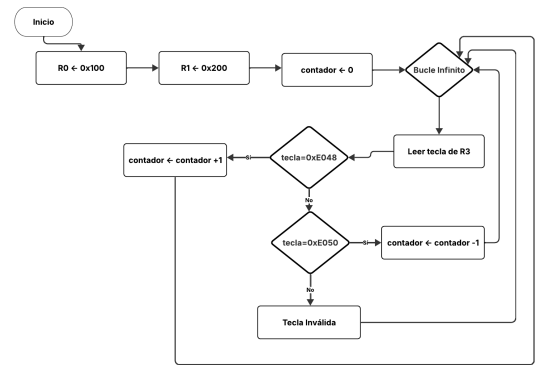 Inicio
R0 ← 0x100
R1 ← 0x200
contador ← 0
Bucle Infinito
Leer tecla de R3
tecla=0xE048
Si
contador ← contador +1
No
tecla=0xE050
Si
contador ← contador -1
No
Tecla Inválida